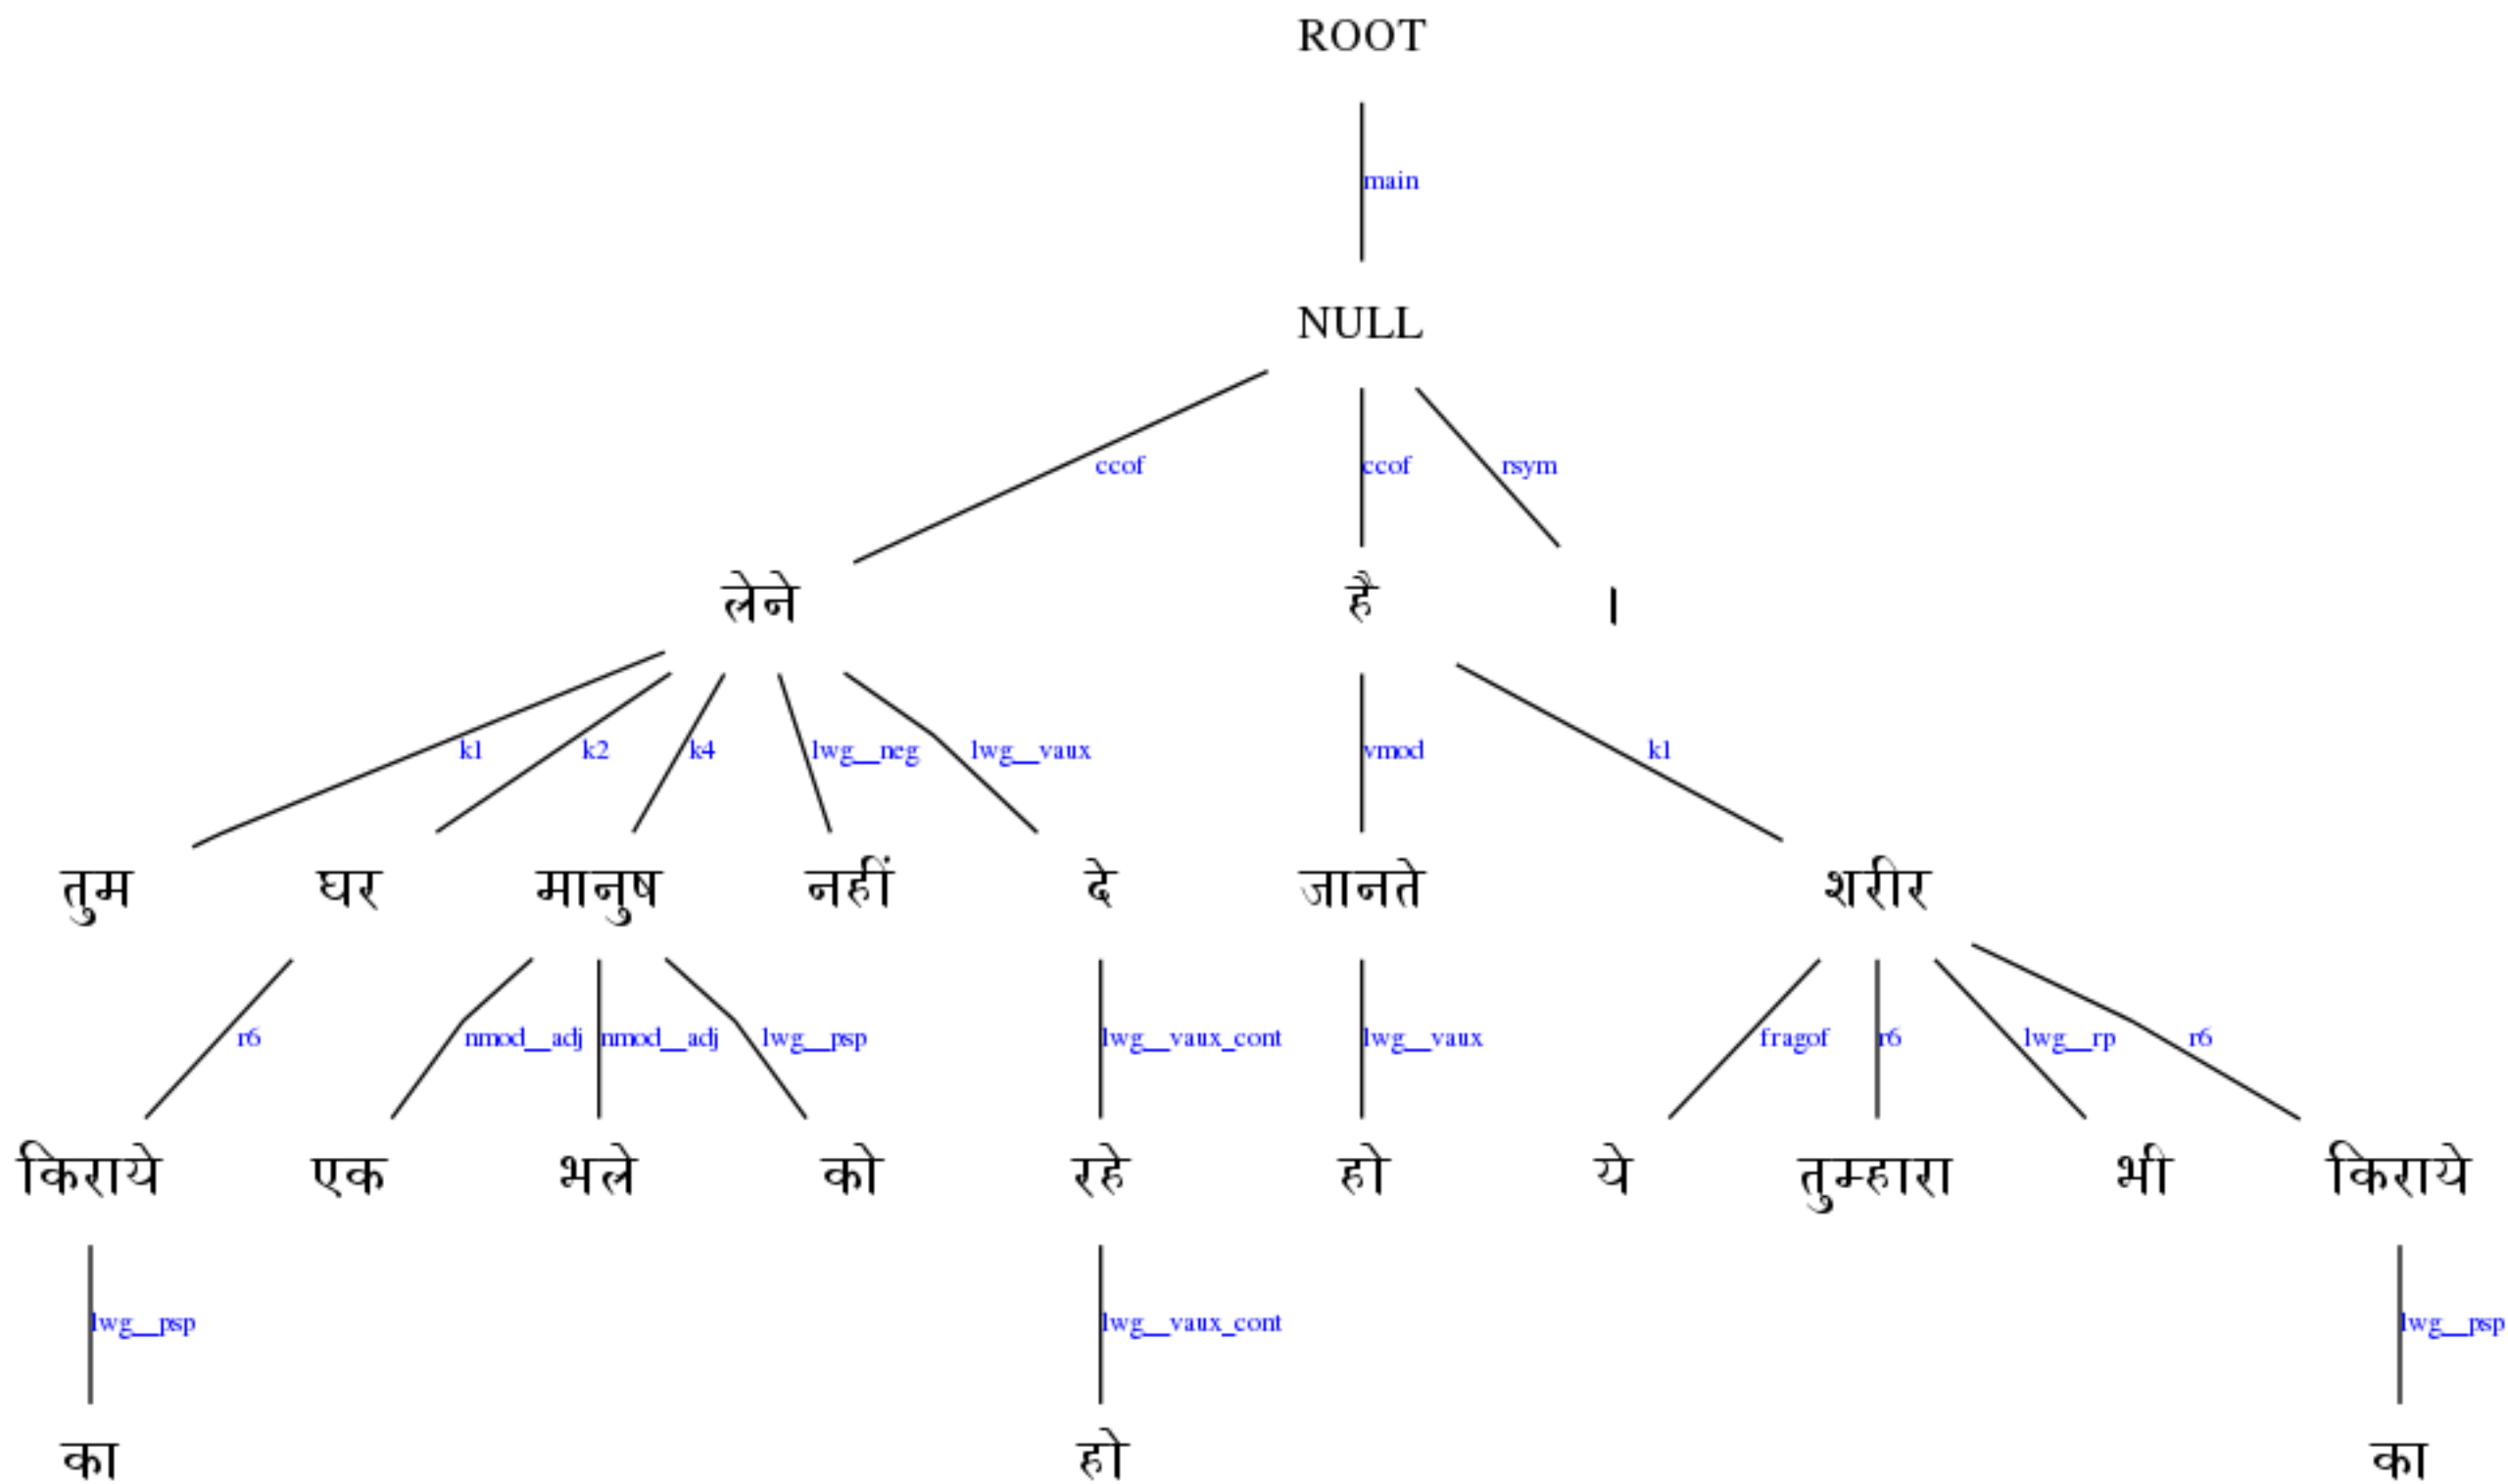 ROOT
main
NULL
ccof ccof rsym
लेने है ।
k1 k2 k4 lwg__neg lwg__vaux vmod k1
तुम घर मानुष नहीं दे जानते शरीर
r6 nmod__adj nmod__adj lwg__psp lwg__vaux_cont lwg__vaux fragof r6 lwg__rp r6
किराये एक भले को रहे हो ये तुम्हारा भी किराये
lwg__psp lwg__vaux_cont lwg__psp
का हो का